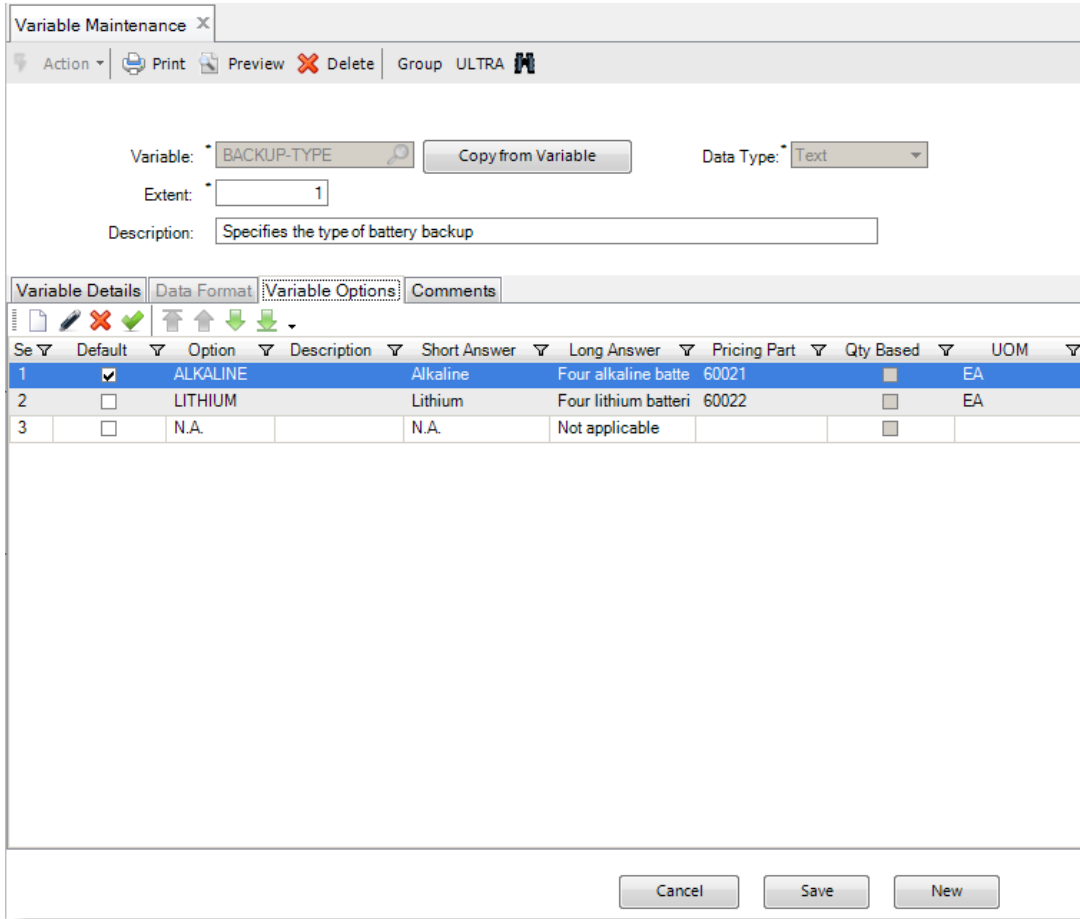 Variable Maintenance
Action Print Preview Delete Group ULTRA
Variable: * BACKUP-TYPE Copy from Variable Data Type: * Text
Extent: * 1
Description: Specifies the type of battery backup
Variable Details Data Format Variable Options Comments
Se Default Option Description Short Answer Long Answer Pricing Part Qty Based UOM
1 ALKALINE Alkaline Four alkaline batte 60021 EA
2 LITHIUM Lithium Four lithium batteri 60022 EA
3 N.A. N.A. Not applicable
Cancel Save New